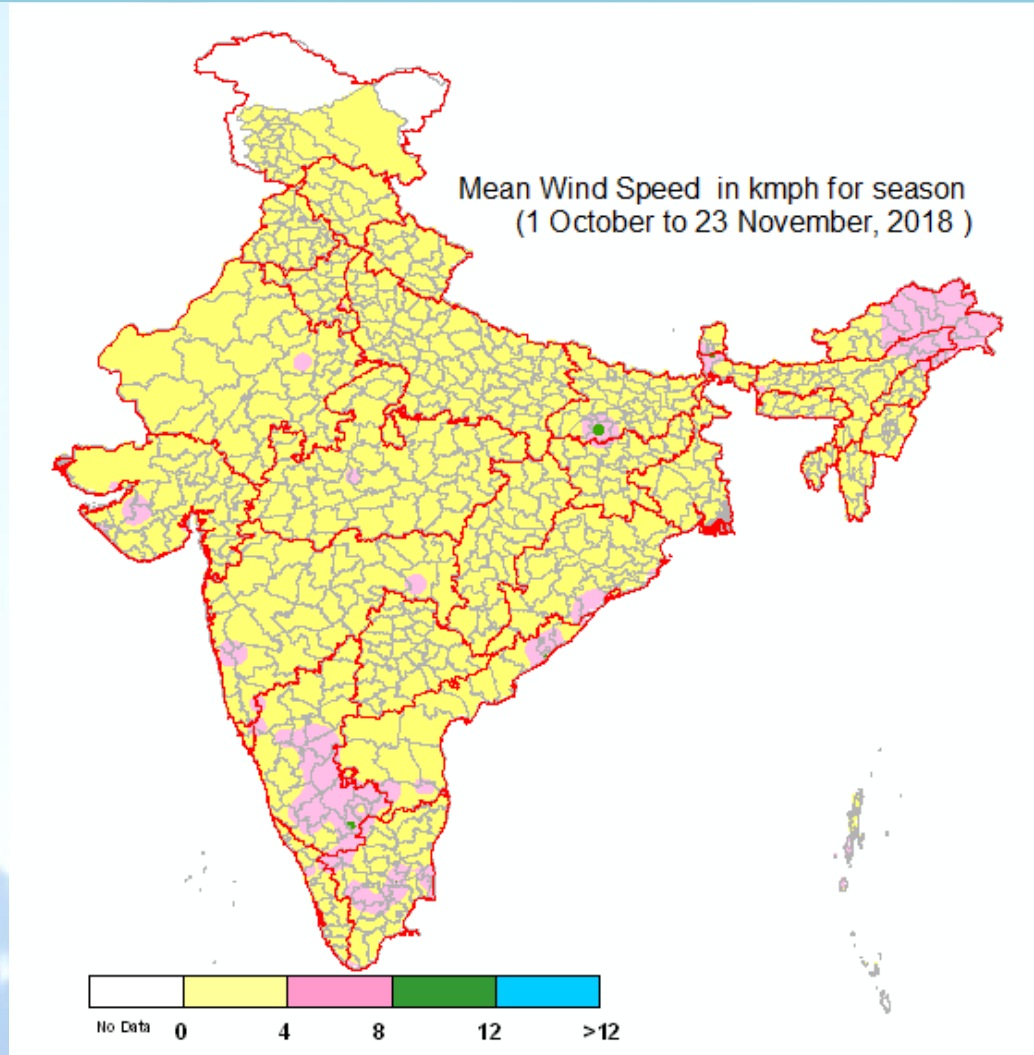 Mean Wind Speed in kmph for season
(1 October to 23 November, 2018 )
No Data 0 4 8 12 >12